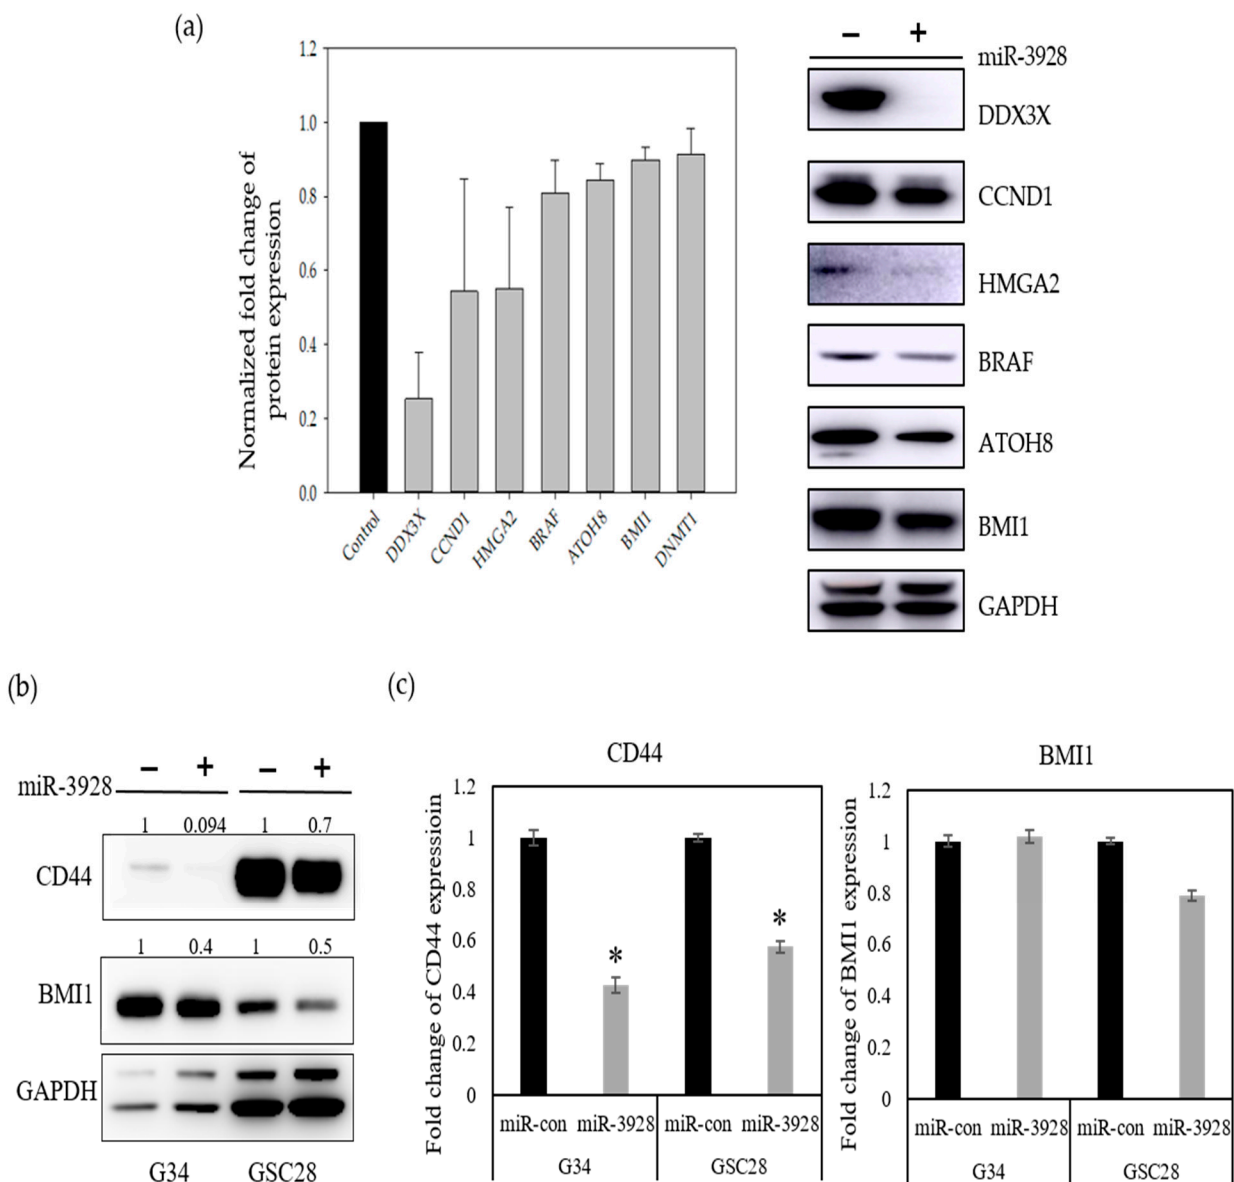 (a)
1.2
1.0
0.8
0.6
0.4
0.2
0.0
Normalized fold change of
protein expression
Control
DDX3X
CCND1
HMGA2
BRAF
ATOH8
BMI1
DNMT1
− +
miR-3928
DDX3X
CCND1
HMGA2
BRAF
ATOH8
BMI1
GAPDH
(b)
− + − +
miR-3928
1 0.094 1 0.7
CD44
1 0.4 1 0.5
BMI1
GAPDH
G34 GSC28
(c)
CD44
1.2
1
0.8
0.6
0.4
0.2
0
Fold change of CD44 expressioin
*
*
miR-con miR-3928 miR-con miR-3928
G34 GSC28
BMI1
1.2
1
0.8
0.6
0.4
0.2
0
Fold change of BMI1 expression
miR-con miR-3928 miR-con miR-3928
G34 GSC28